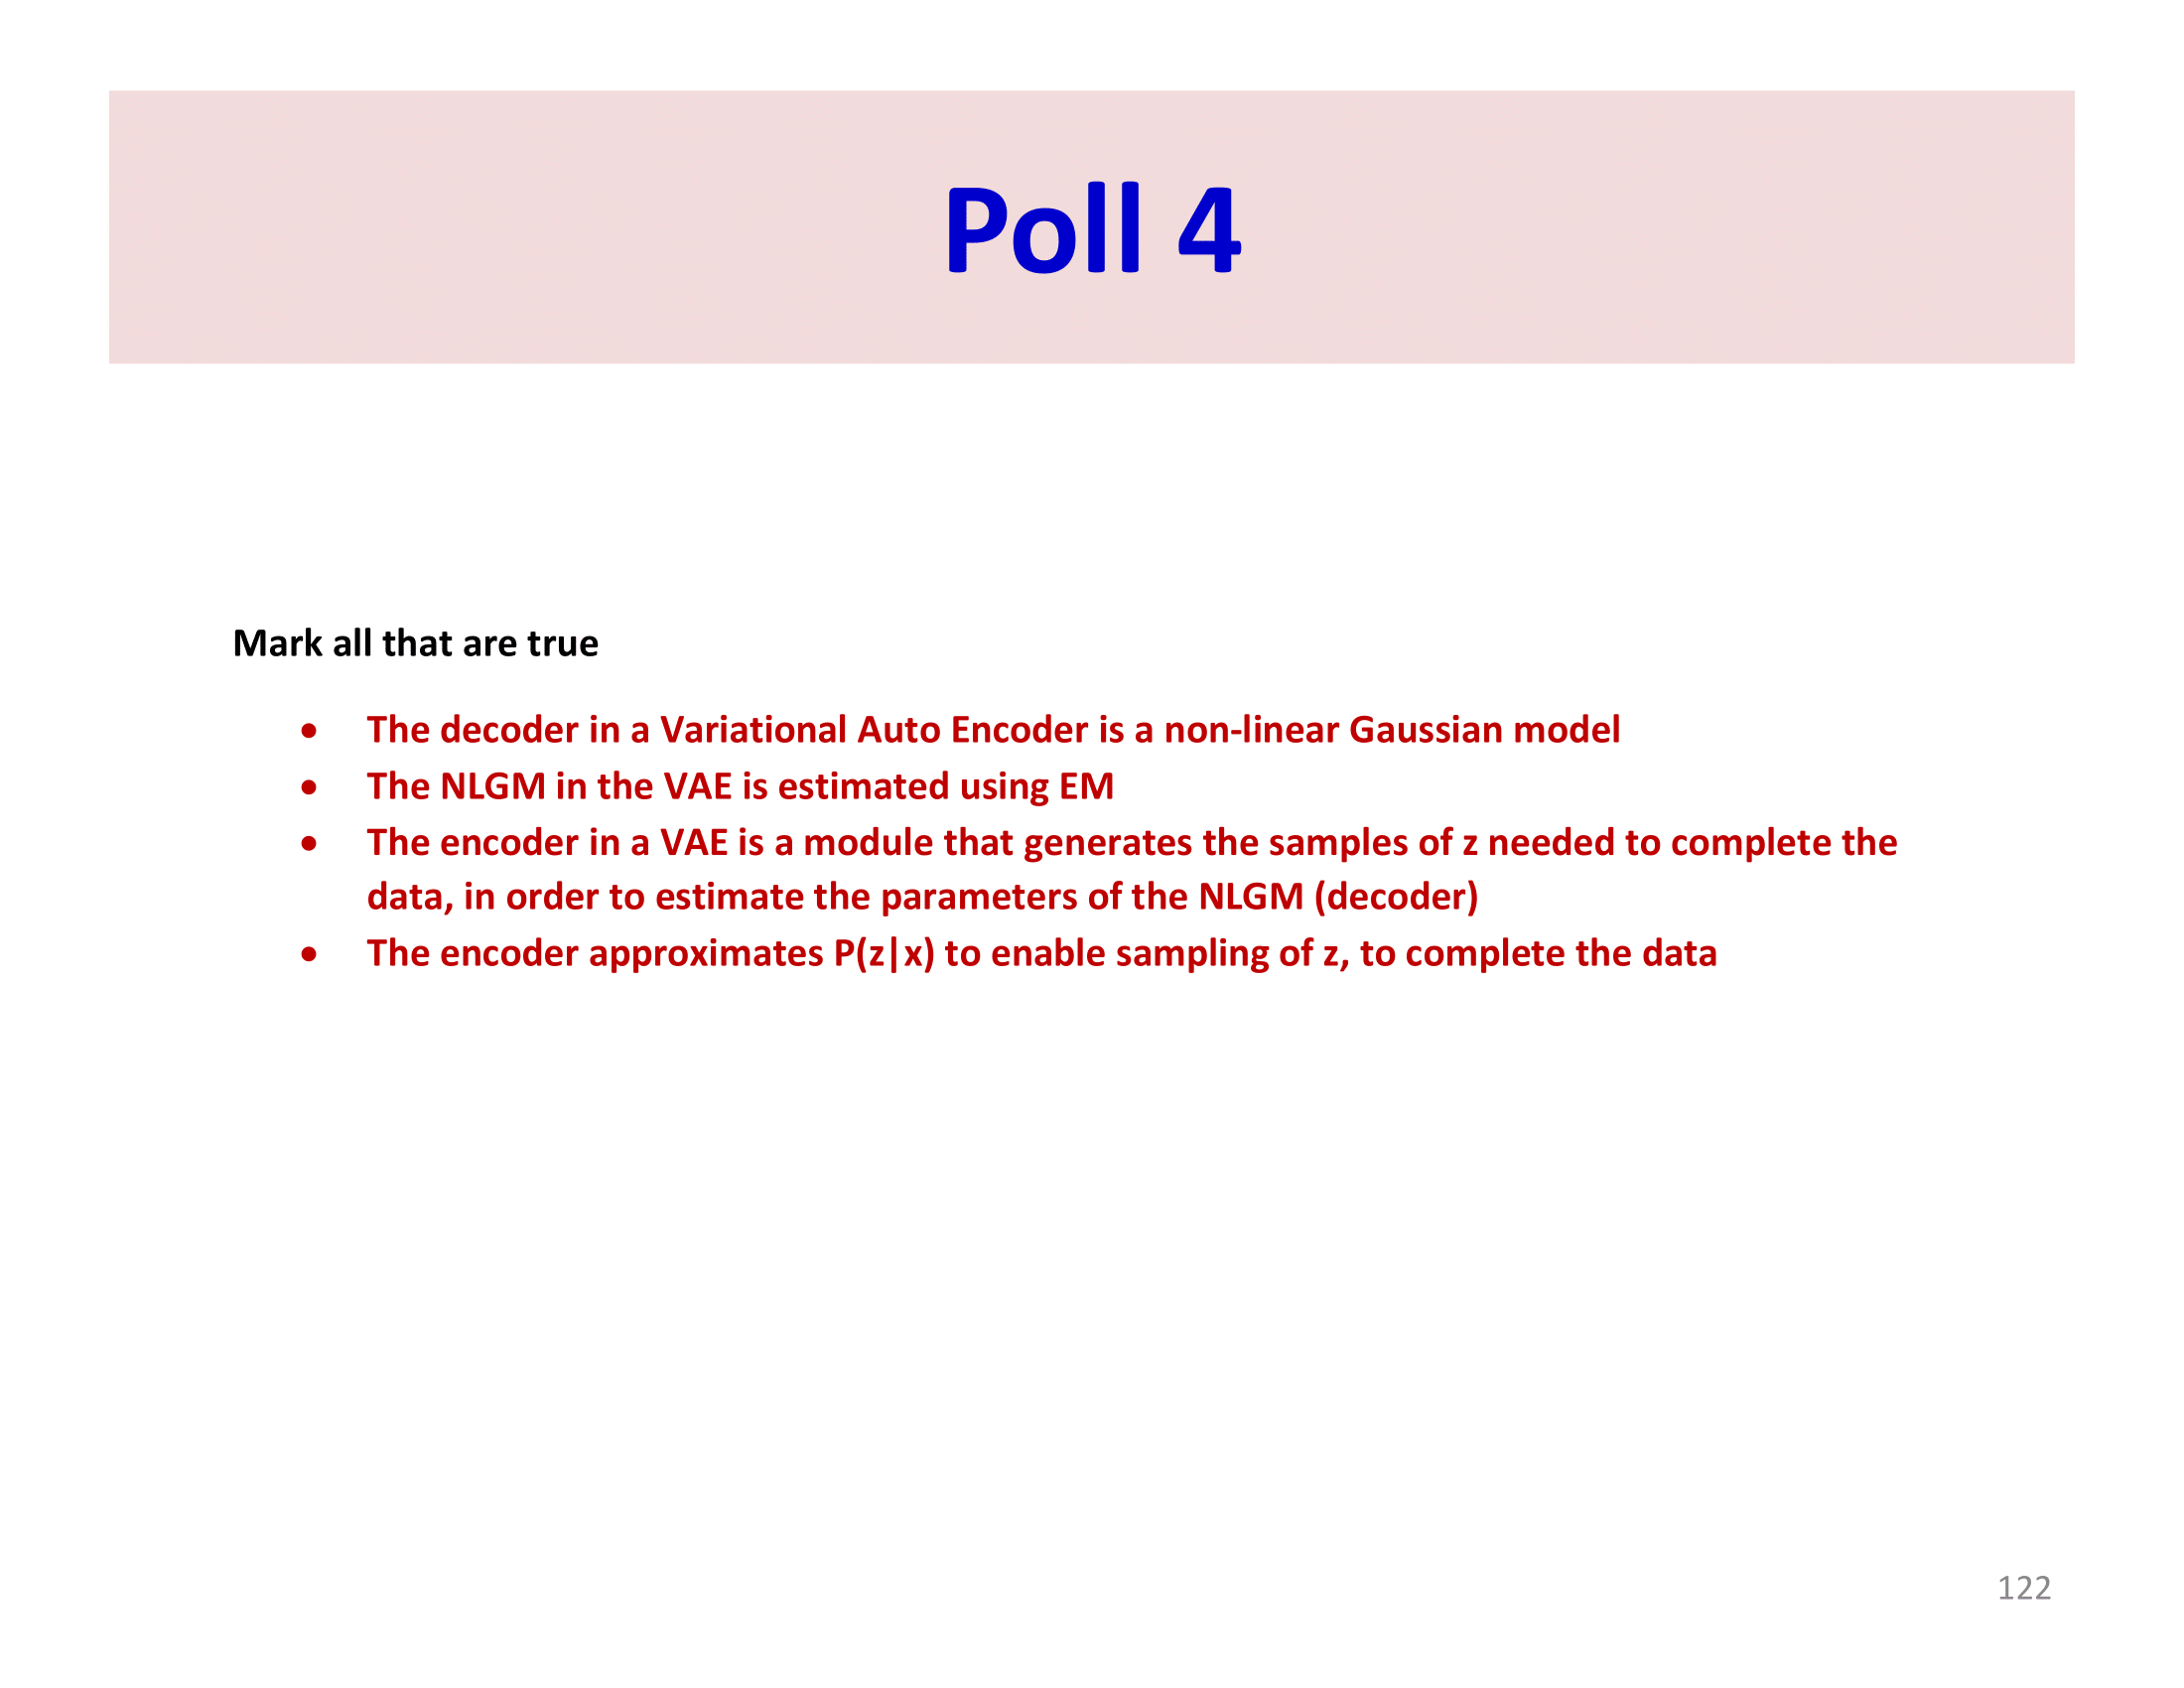 Poll 4
Mark all that are true
• The decoder in a Variational Auto Encoder is a non-linear Gaussian model
• The NLGM in the VAE is estimated using EM
• The encoder in a VAE is a module that generates the samples of z needed to complete the
data, in order to estimate the parameters of the NLGM (decoder)
• The encoder approximates P(z|x) to enable sampling of z, to complete the data
122